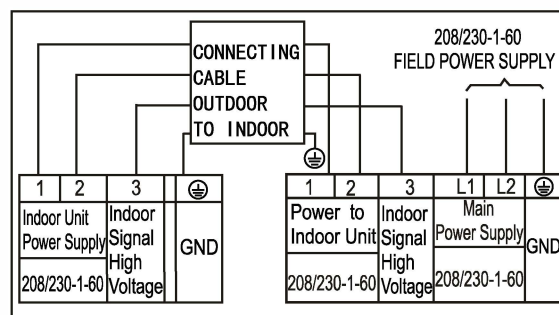 CONNECTING
CABLE
OUTDOOR
TO INDOOR
208/230-1-60
FIELD POWER SUPPLY
1 2 3
Indoor Unit
Power Supply
208/230-1-60
Indoor
Signal
High
Voltage
GND
1 2 3 L1 L2
Power to
Indoor Unit
208/230-1-60
Indoor
Signal
High
Voltage
Main
Power Supply
208/230-1-60
GND